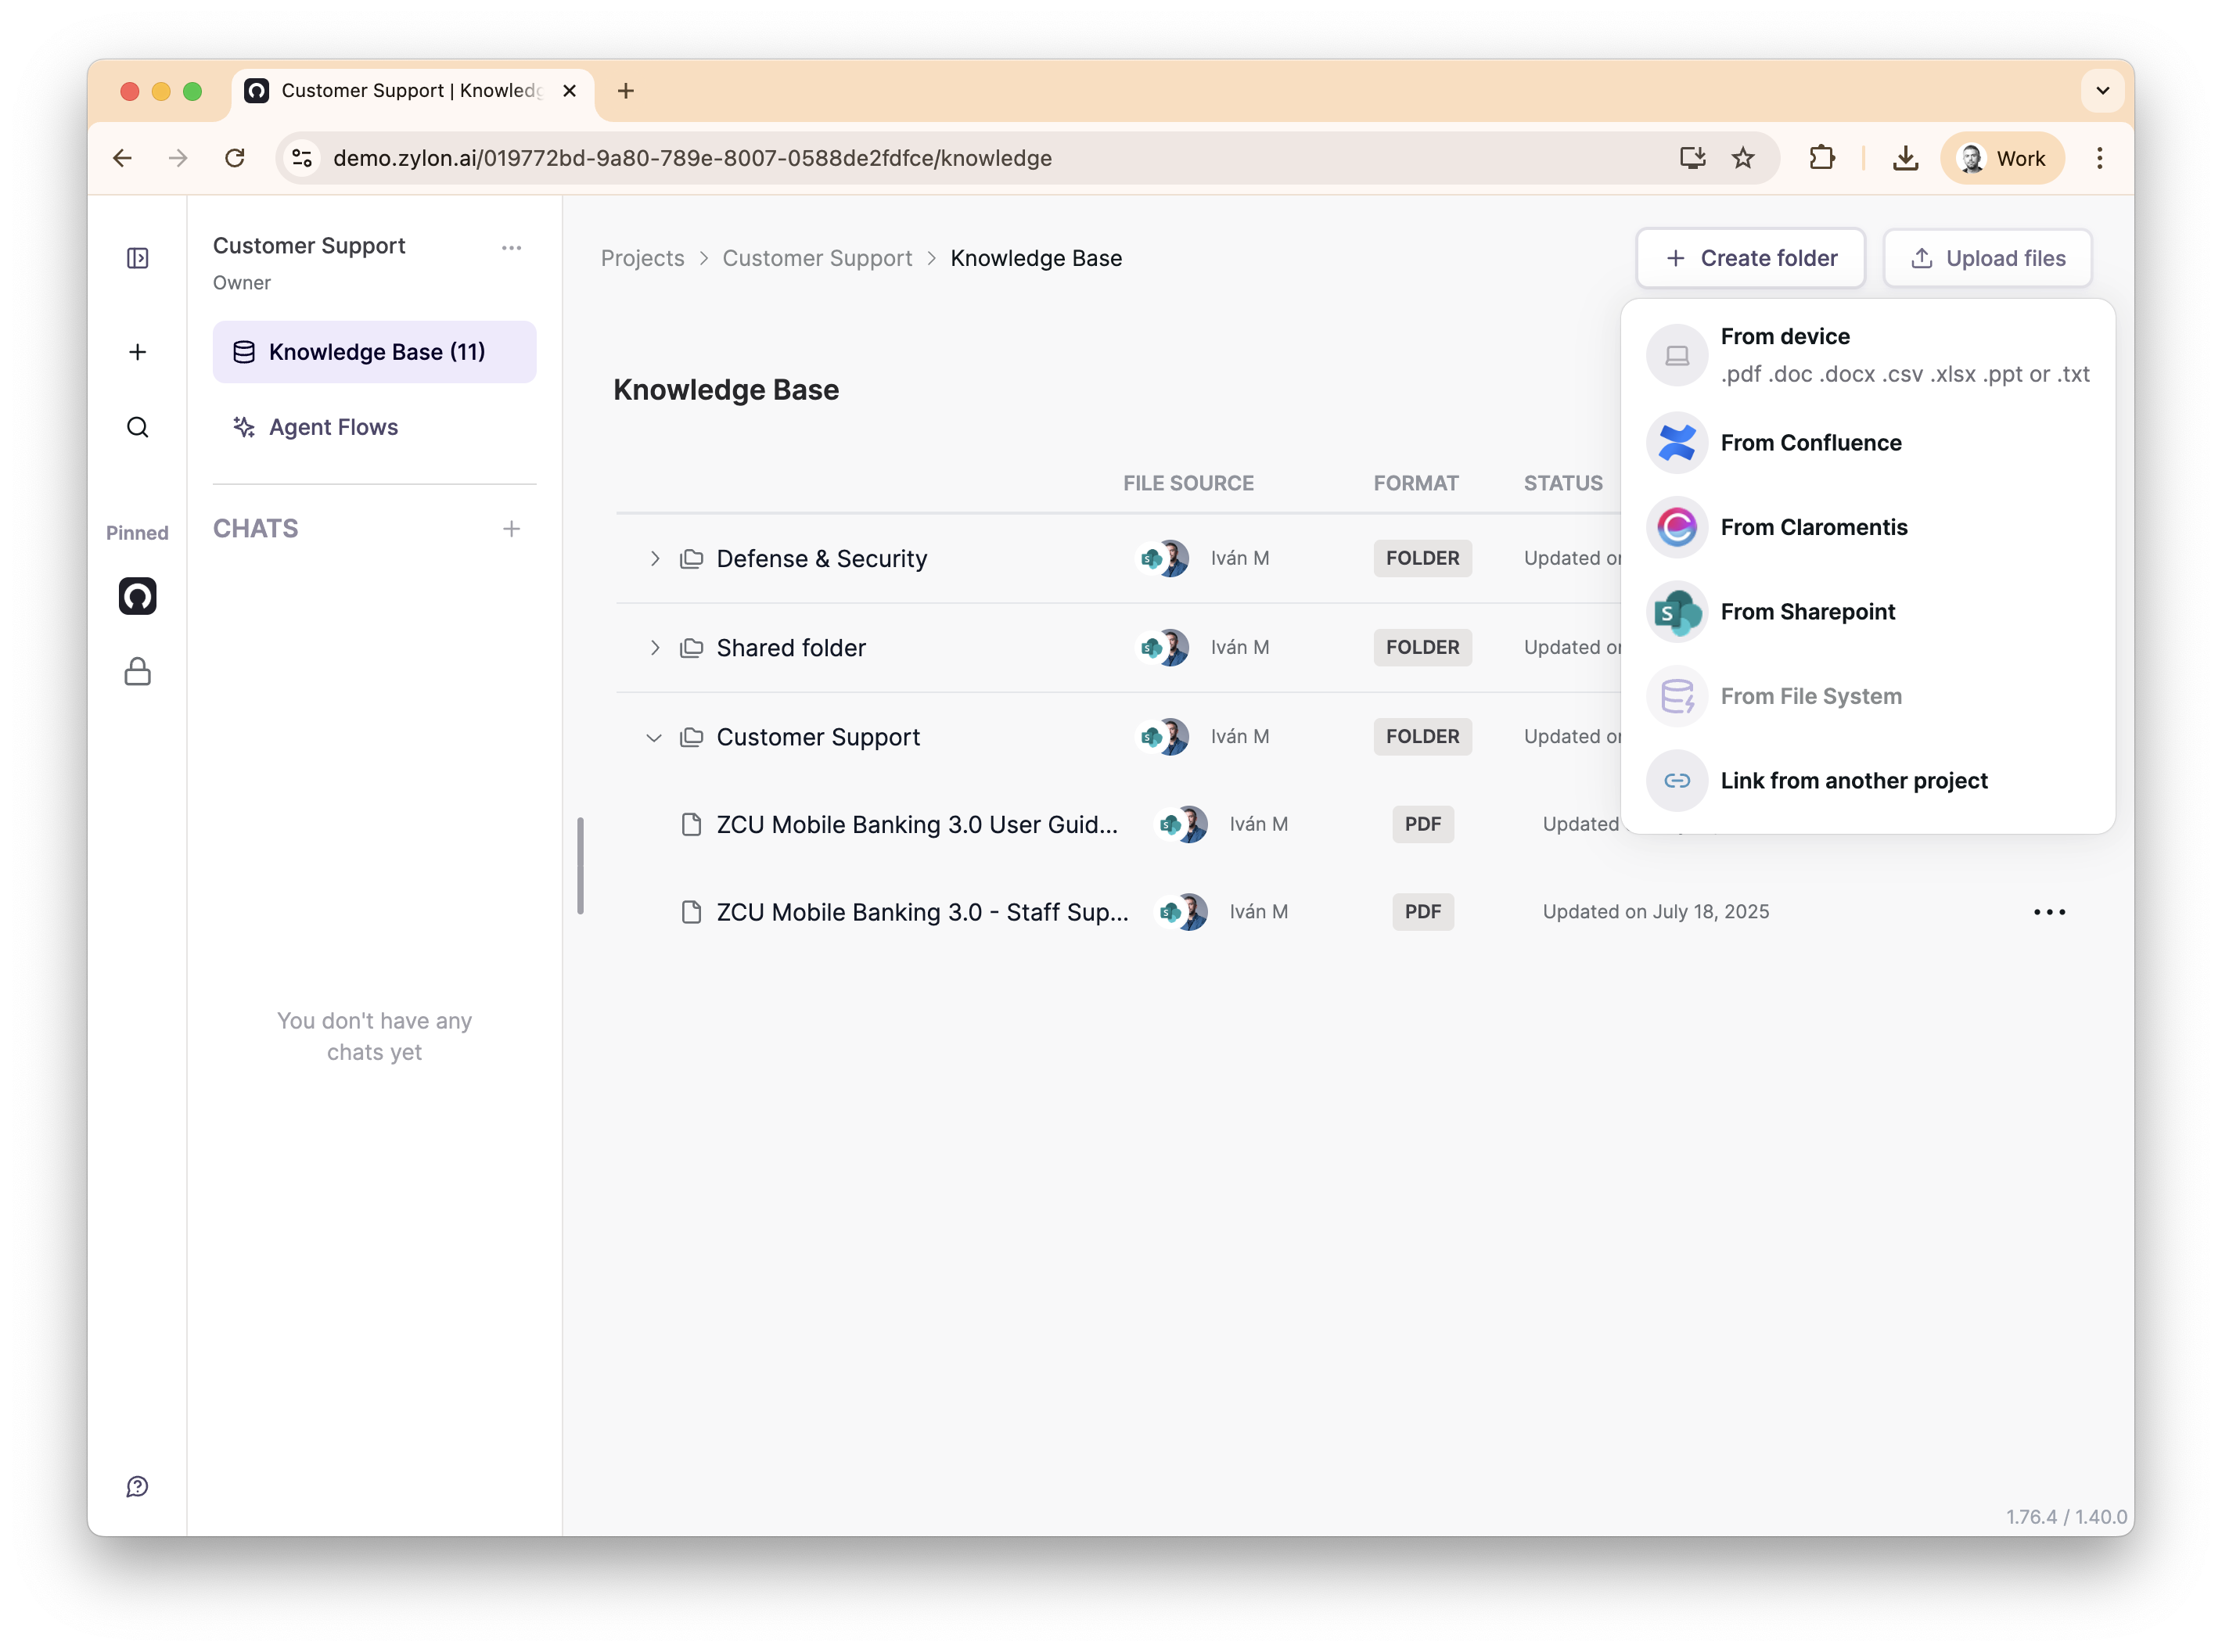 Customer Support | Knowledg
demo.zylon.ai/019772bd-9a80-789e-8007-0588de2fdfce/knowledge
Work
Customer Support
Owner
Knowledge Base (11)
Agent Flows
CHATS
You don't have any
chats yet
Pinned
Projects > Customer Support > Knowledge Base
Create folder
Upload files
From device
.pdf .doc .docx .csv .xlsx .ppt or .txt
From Confluence
From Claromentis
From Sharepoint
From File System
Link from another project
Knowledge Base
FILE SOURCE FORMAT STATUS
Defense & Security Iván M FOLDER Updated
Shared folder Iván M FOLDER Updated
Customer Support Iván M FOLDER Updated
ZCU Mobile Banking 3.0 User Guid... Iván M PDF Updated
ZCU Mobile Banking 3.0 - Staff Sup... Iván M PDF Updated on July 18, 2025
1.76.4 / 1.40.0